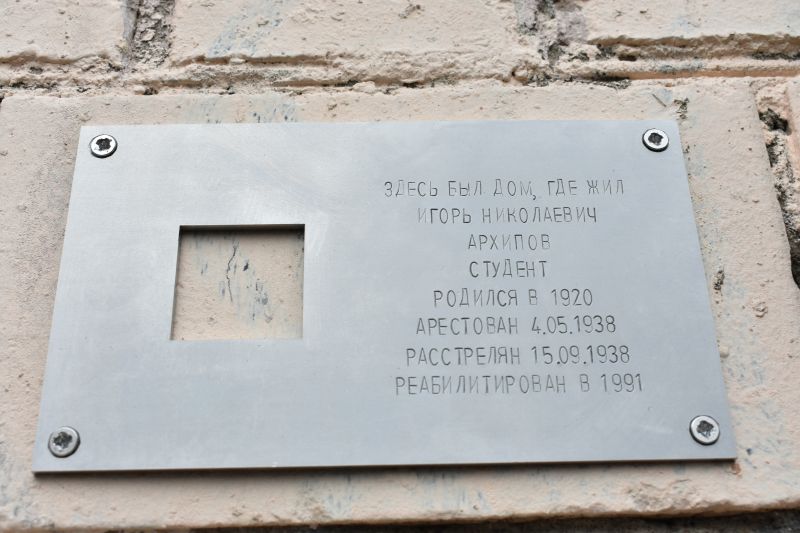 ЗДЕСЬ БЫЛ ДОМ, ГДЕ ЖИЛ
ИГОРЬ НИКОЛАЕВИЧ
АРХИПОВ
СТУДЕНТ
РОДИЛСЯ В 1920
АРЕСТОВАН 4.05.1938
РАССТРЕЛЯН 15.09.1938
РЕАБИЛИТИРОВАН В 1991